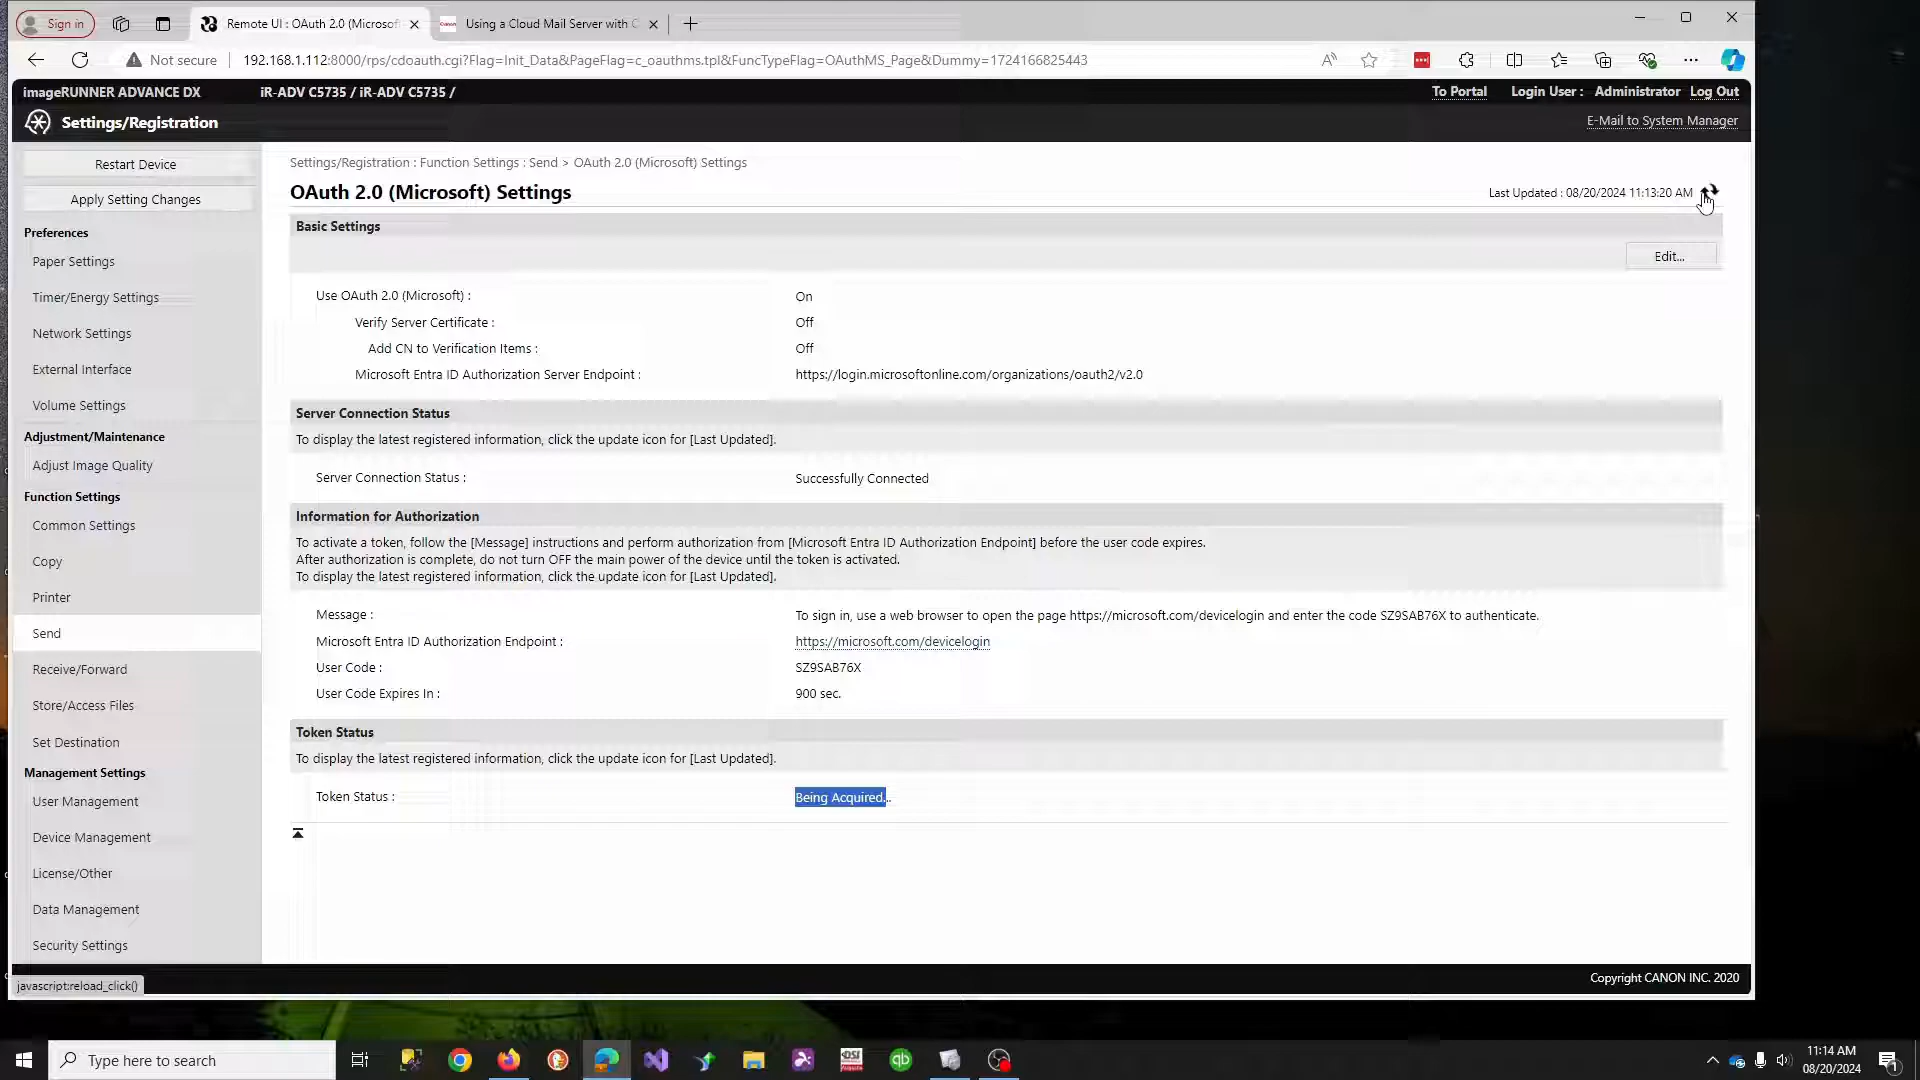 Sign in
Remote UI : OAuth 2.0 (Microsof
Using a Cloud Mail Server with C
Not secure
192.168.1.112:8000/rps/cdoauth.cgi?Flag=Init_Data&PageFlag=c_oauthms.tpl&FuncTypeFlag=OAuthMS_Page&Dummy=1724166825443
imageRUNNER ADVANCE DX
iR-ADV C5735 / iR-ADV C5735 /
To Portal
Login User : Administrator
Log Out
Settings/Registration
E-Mail to System Manager
Restart Device
Apply Setting Changes
Preferences
Paper Settings
Timer/Energy Settings
Network Settings
External Interface
Volume Settings
Adjustment/Maintenance
Adjust Image Quality
Function Settings
Common Settings
Copy
Printer
Send
Receive/Forward
Store/Access Files
Set Destination
Management Settings
User Management
Device Management
License/Other
Data Management
Security Settings
Settings/Registration : Function Settings : Send > OAuth 2.0 (Microsoft) Settings
OAuth 2.0 (Microsoft) Settings
Last Updated : 08/20/2024 11:13:20 AM
Basic Settings
Edit...
Use OAuth 2.0 (Microsoft) : On
Verify Server Certificate : Off
Add CN to Verification Items : Off
Microsoft Entra ID Authorization Server Endpoint : https://login.microsoftonline.com/organizations/oauth2/v2.0
Server Connection Status
To display the latest registered information, click the update icon for [Last Updated].
Server Connection Status : Successfully Connected
Information for Authorization
To activate a token, follow the [Message] instructions and perform authorization from [Microsoft Entra ID Authorization Endpoint] before the user code expires.
After authorization is complete, do not turn OFF the main power of the device until the token is activated.
To display the latest registered information, click the update icon for [Last Updated].
Message : To sign in, use a web browser to open the page https://microsoft.com/devicelogin and enter the code SZ9SAB76X to authenticate.
Microsoft Entra ID Authorization Endpoint : https://microsoft.com/devicelogin
User Code : SZ9SAB76X
User Code Expires In : 900 sec.
Token Status
To display the latest registered information, click the update icon for [Last Updated].
Token Status : Being Acquired...
Copyright CANON INC. 2020
javascript:reload_click()
Type here to search
11:14 AM
08/20/2024